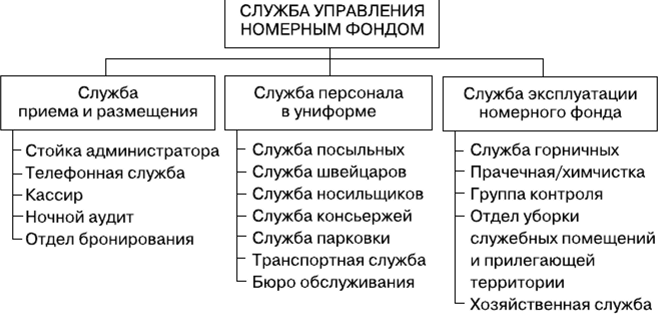 СЛУЖБА УПРАВЛЕНИЯ
НОМЕРНЫМ ФОНДОМ
Служба
приема и размещения
Стойка администратора
Телефонная служба
Кассир
Ночной аудит
Отдел бронирования
Служба персонала
в униформе
Служба посыльных
Служба швейцаров
Служба носильщиков
Служба консьержей
Служба парковки
Транспортная служба
Бюро обслуживания
Служба эксплуатации
номерного фонда
Служба горничных
Прачечная/химчистка
Группа контроля
Отдел уборки
служебных помещений
и прилегающей
территории
Хозяйственная служба